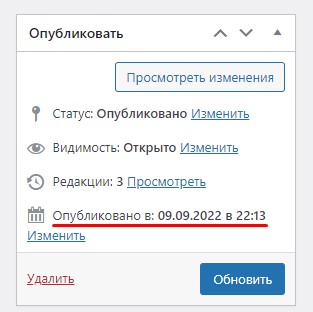 Опубликовать
Просмотреть изменения
Статус: Опубликовано Изменить
Видимость: Открыто Изменить
Редакции: 3 Просмотреть
Опубликовано в: 09.09.2022 в 22:13
Изменить
Удалить Обновить